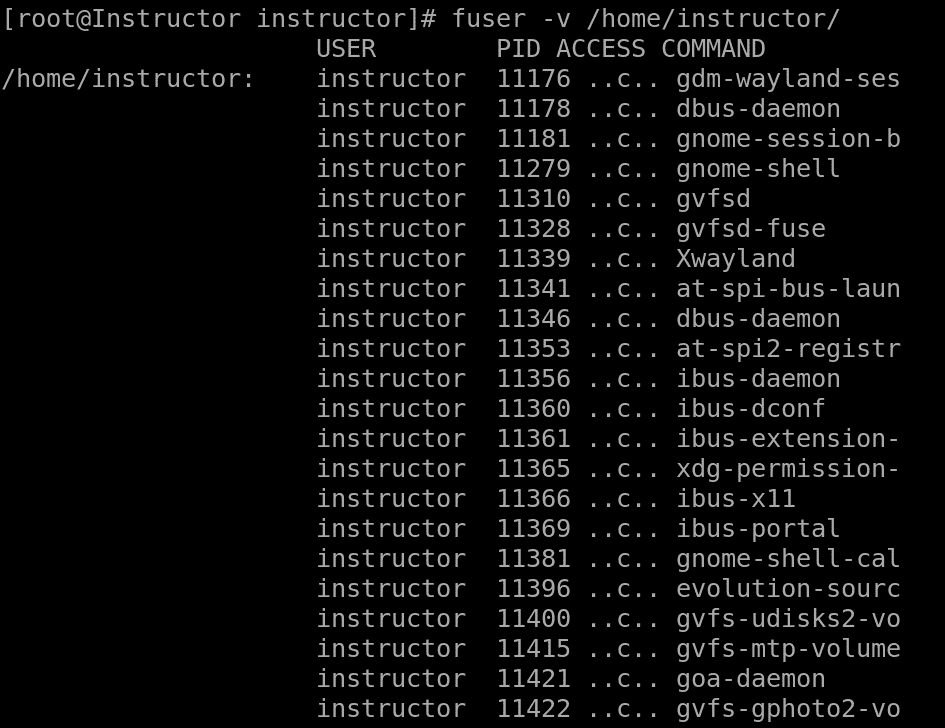 [root@Instructor instructor]# fuser -v /home/instructor/
                     USER        PID ACCESS COMMAND
/home/instructor:    instructor  11176 ..c.. gdm-wayland-ses
                     instructor  11178 ..c.. dbus-daemon
                     instructor  11181 ..c.. gnome-session-b
                     instructor  11279 ..c.. gnome-shell
                     instructor  11310 ..c.. gvfsd
                     instructor  11328 ..c.. gvfsd-fuse
                     instructor  11339 ..c.. Xwayland
                     instructor  11341 ..c.. at-spi-bus-laun
                     instructor  11346 ..c.. dbus-daemon
                     instructor  11353 ..c.. at-spi2-registr
                     instructor  11356 ..c.. ibus-daemon
                     instructor  11360 ..c.. ibus-dconf
                     instructor  11361 ..c.. ibus-extension-
                     instructor  11365 ..c.. xdg-permission-
                     instructor  11366 ..c.. ibus-x11
                     instructor  11369 ..c.. ibus-portal
                     instructor  11381 ..c.. gnome-shell-cal
                     instructor  11396 ..c.. evolution-sourc
                     instructor  11400 ..c.. gvfs-udisks2-vo
                     instructor  11415 ..c.. gvfs-mtp-volume
                     instructor  11421 ..c.. goa-daemon
                     instructor  11422 ..c.. gvfs-gphoto2-vo